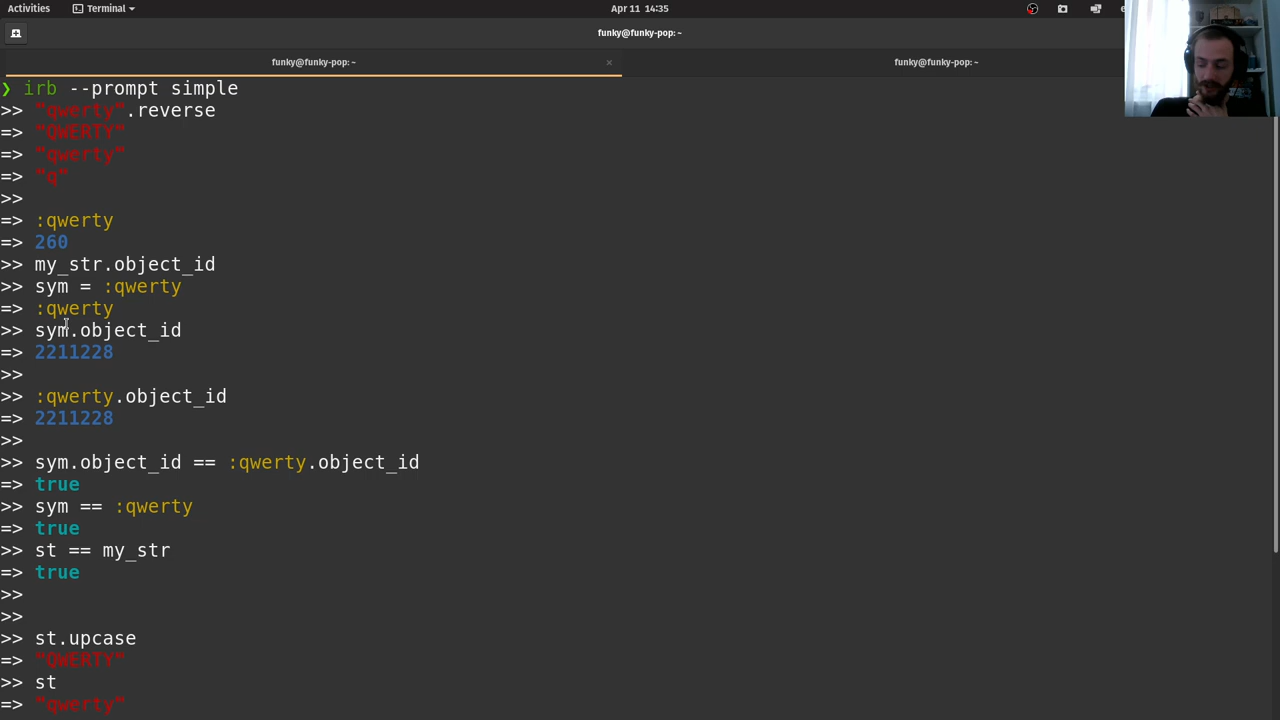 Activities
Terminal
Apr 11 14:35
funky@funky-pop: ~
funky@funky-pop: ~
×
funky@funky-pop: ~
❯ irb --prompt simple
>> "qwerty".reverse
=> "QWERTY"
=> "qwerty"
=> "q"
>>
=> :qwerty
=> 260
>> my_str.object_id
>> sym = :qwerty
=> :qwerty
>> sym.object_id
=> 2211228
>>
>> :qwerty.object_id
=> 2211228
>>
>> sym.object_id == :qwerty.object_id
=> true
>> sym == :qwerty
=> true
>> st == my_str
=> true
>>
>>
>> st.upcase
=> "QWERTY"
>> st
=> "qwerty"